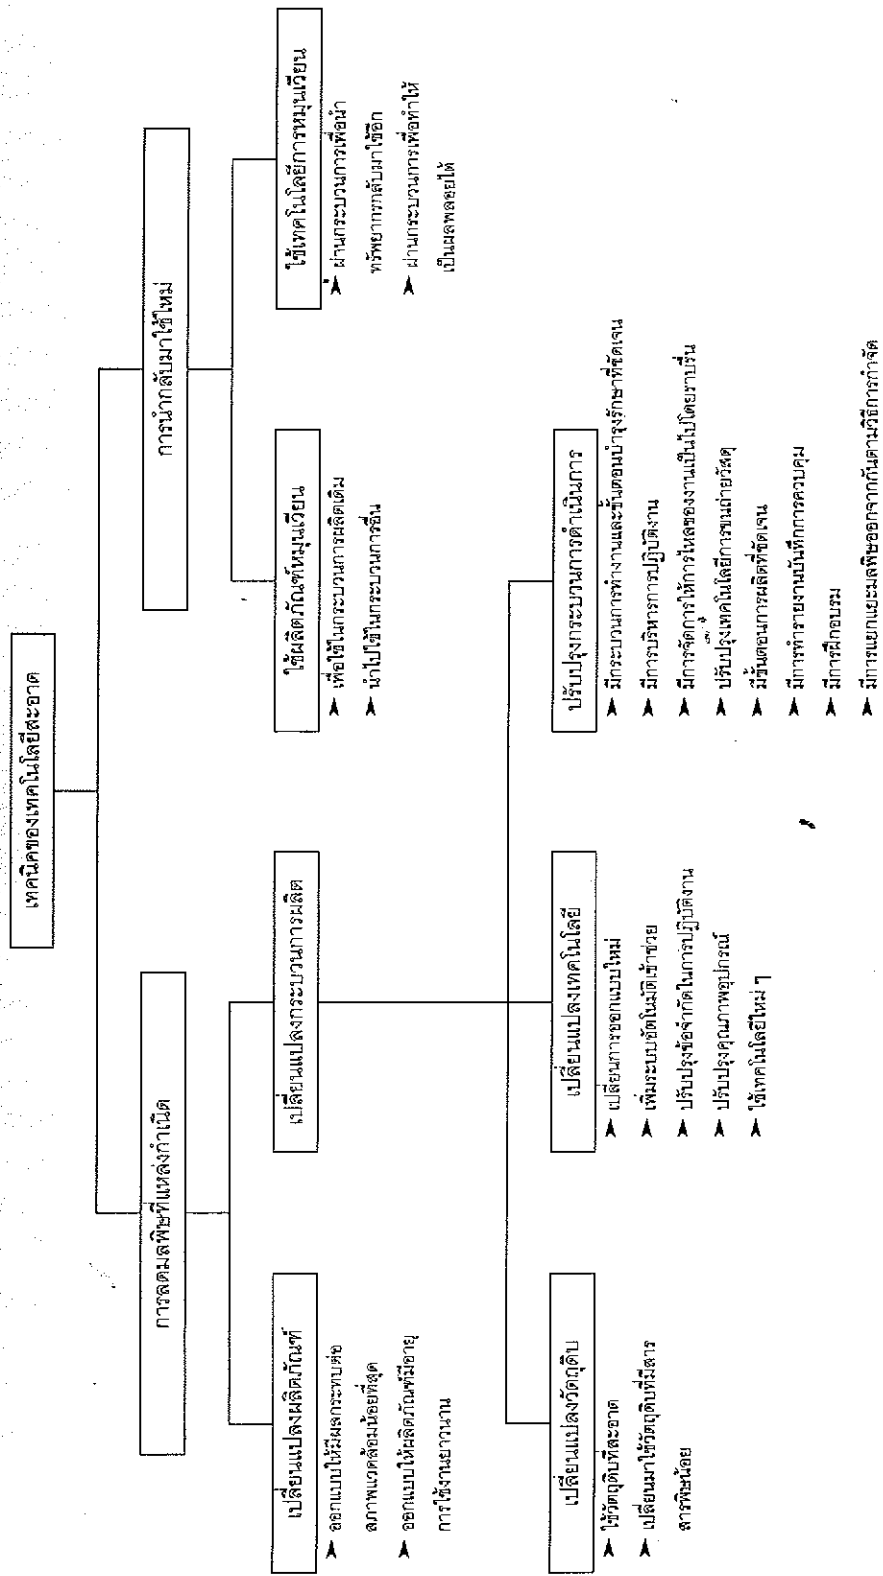 เทคนิคของเทคโนโลยีสะอาด
การลดมลพิษที่แหล่งกำเนิด
การนำกลับมาใช้ใหม่
เปลี่ยนแปลงผลิตภัณฑ์
➤ ออกแบบให้มีผลกระทบต่อ
สภาพแวดล้อมน้อยที่สุด
➤ ออกแบบให้ผลิตภัณฑ์มีอายุ
การใช้งานยาวนาน
เปลี่ยนแปลงกระบวนการผลิต
ใช้ผลิตภัณฑ์หมุนเวียน
➤ เพื่อใช้ในกระบวนการผลิตเดิม
➤ นำไปใช้ในกระบวนการอื่น
ใช้เทคโนโลยีการหมุนเวียน
➤ ผ่านกระบวนการเพื่อนำ
ทรัพยากรกลับมาใช้อีก
➤ ผ่านกระบวนการเพื่อทำให้
เป็นผลพลอยได้
เปลี่ยนแปลงวัตถุดิบ
➤ ใช้วัตถุดิบที่สะอาด
➤ เปลี่ยนมาใช้วัตถุดิบที่มีสาร
สารพิษน้อย
เปลี่ยนแปลงเทคโนโลยี
➤ เปลี่ยนการออกแบบใหม่
➤ เพิ่มระบบอัตโนมัติเข้าช่วย
➤ ปรับปรุงข้อจำกัดในการปฏิบัติงาน
➤ ปรับปรุงคุณภาพอุปกรณ์
➤ ใช้เทคโนโลยีใหม่ ๆ
ปรับปรุงกระบวนการดำเนินการ
➤ มีกระบวนการทำงานและขั้นตอนบำรุงรักษาที่ชัดเจน
➤ มีการบริหารการปฏิบัติงาน
➤ มีการจัดการให้การไหลของงานเป็นไปโดยราบรื่น
➤ ปรับปรุงเทคโนโลยีการขนถ่ายวัสดุ
➤ มีขั้นตอนการผลิตที่ชัดเจน
➤ มีการทำรายงานบันทึกการควบคุม
➤ มีการฝึกอบรม
➤ มีการแยกแยะมลพิษออกจากกันตามวิธีการกำจัด